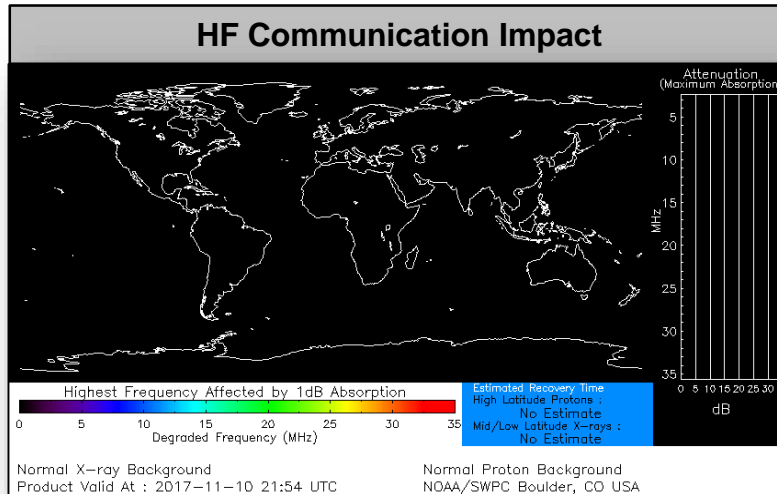 HF Communication Impact
Attenuation
(Maximum Absorption
5
10
15
20
25
30
35
MHz
0 5 10 15 20 25 30
dB
Highest Frequency Affected by 1dB Absorption
0 5 10 15 20 25 30 35
Degraded Frequency (MHz)
Estimated Recovery Time
High Latitude Protons :
No Estimate
Mid/Low Latitude X-rays :
No Estimate
Normal X-ray Background
Product Valid At : 2017-11-10 21:54 UTC
Normal Proton Background
NOAA/SWPC Boulder, CO USA